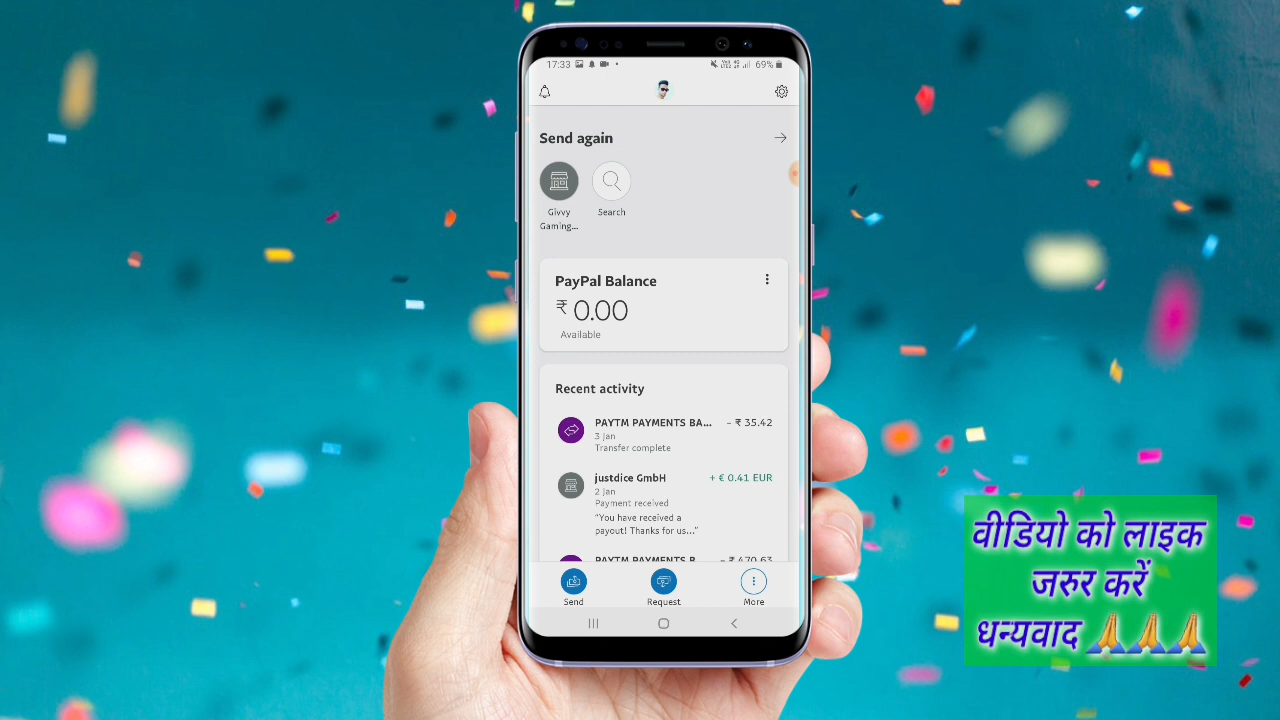 17:33
69%
Send again
Givvy
Gaming...
Search
PayPal Balance
₹ 0.00
Available
Recent activity
PAYTM PAYMENTS BA... - ₹ 35.42
3 Jan
Transfer complete
justdice GmbH + € 0.41 EUR
2 Jan
Payment received
"You have received a
payout! Thanks for us..."
PAYTM PAYMENTS B... - ₹ 470.63
Send
Request
More
वीडियो को लाइक
जरुर करें
धन्यवाद 🙏🙏🙏